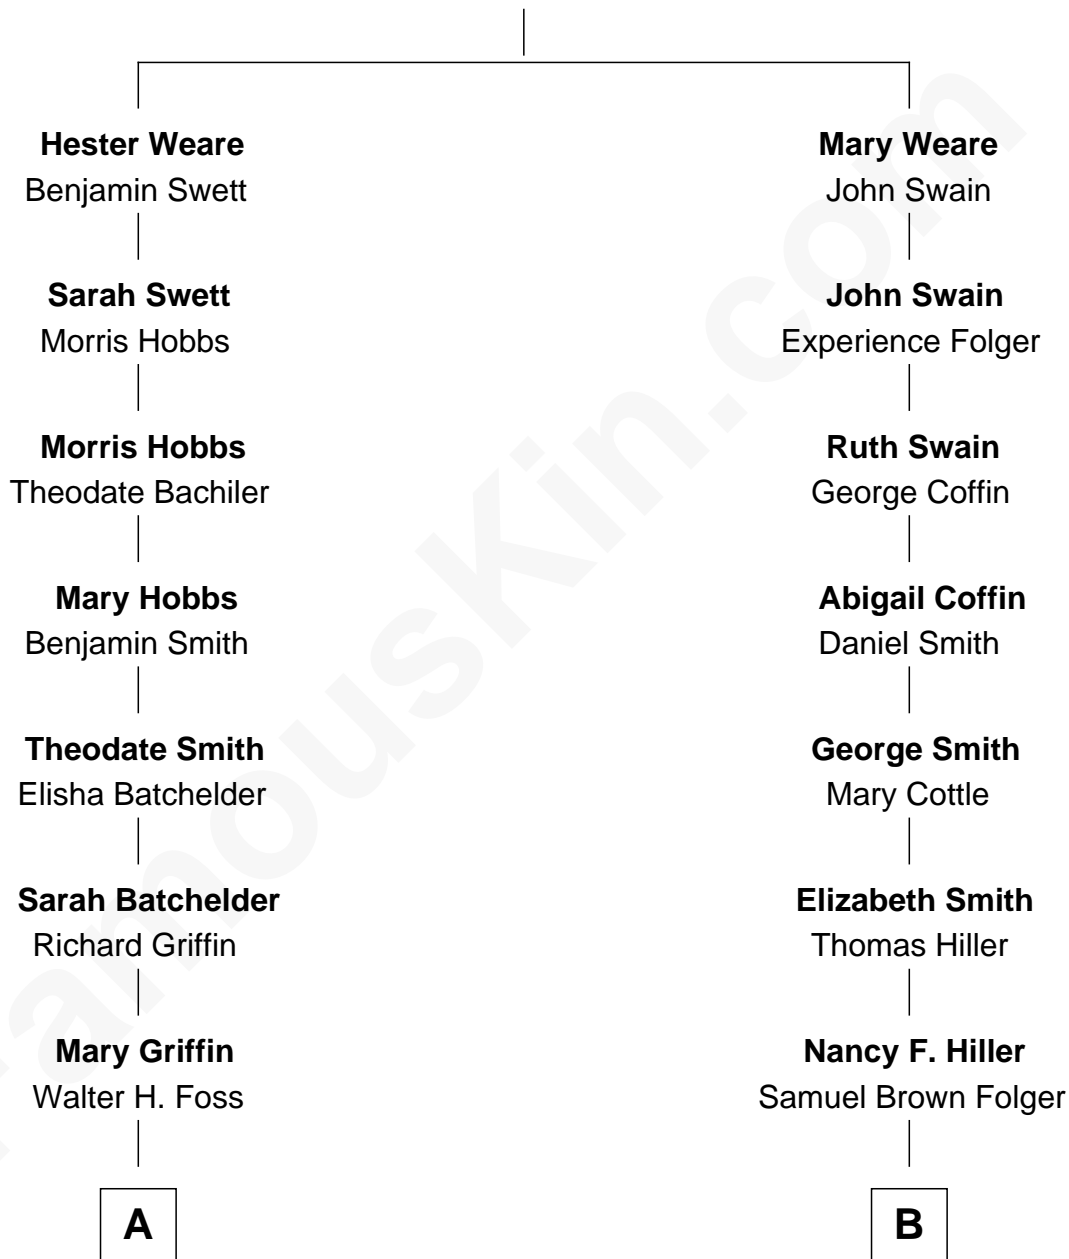 Hester Weare
Benjamin Swett
Mary Weare
John Swain
Sarah Swett
Morris Hobbs
John Swain
Experience Folger
Morris Hobbs
Theodate Bachiler
Ruth Swain
George Coffin
Mary Hobbs
Benjamin Smith
Abigail Coffin
Daniel Smith
Theodate Smith
Elisha Batchelder
George Smith
Mary Cottle
Sarah Batchelder
Richard Griffin
Elizabeth Smith
Thomas Hiller
Mary Griffin
Walter H. Foss
Nancy F. Hiller
Samuel Brown Folger
A
B
FamousKin.com